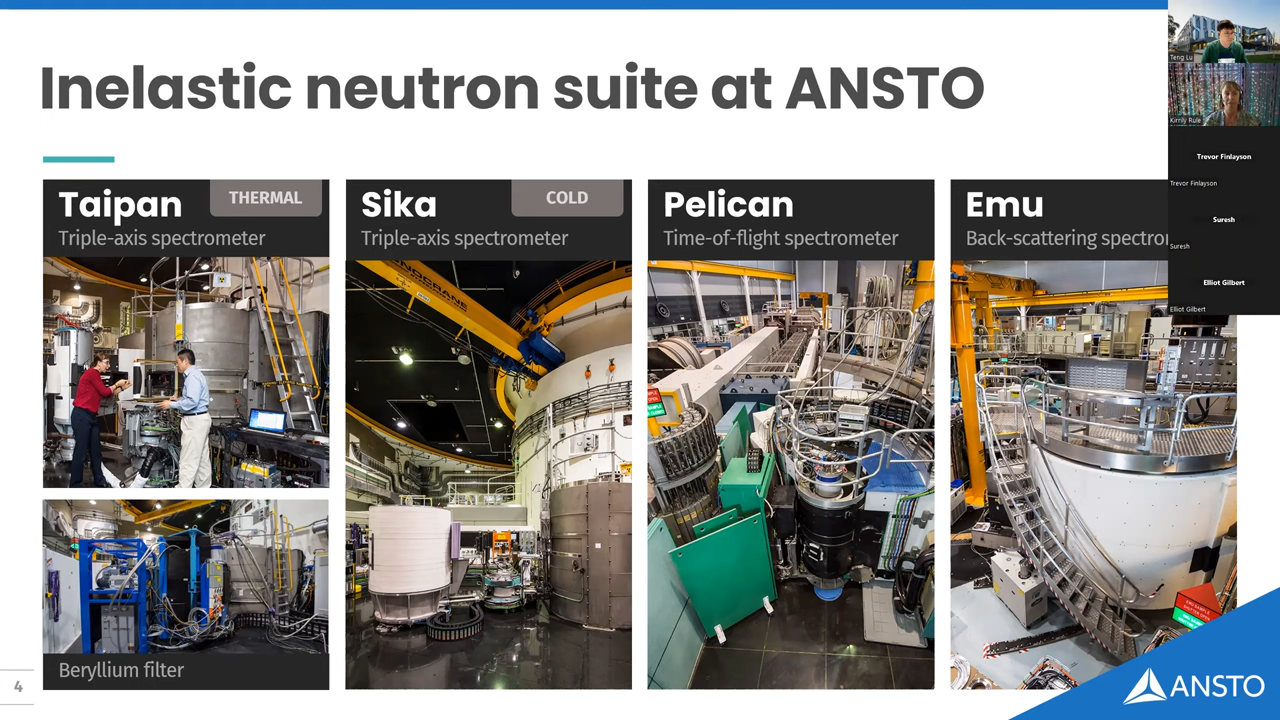 Inelastic neutron suite at ANSTO
Taipan
THERMAL
Triple-axis spectrometer
Sika
COLD
Triple-axis spectrometer
Pelican
Time-of-flight spectrometer
Emu
Back-scattering spectro
Beryllium filter
4
ANSTO
Teng Lu
Kirrily Rule
Trevor Finlayson
Trevor Finlayson
Suresh
Suresh
Elliot Gilbert
Elliot Gilbert